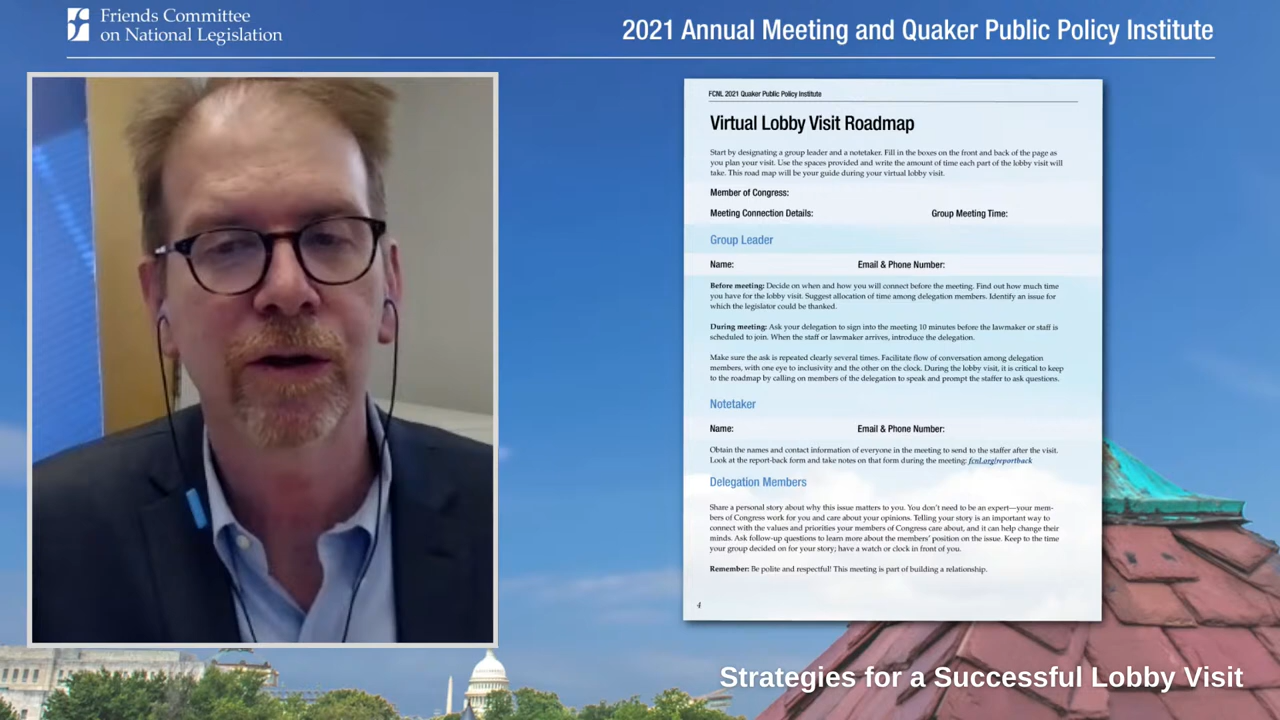 Friends Committee
on National Legislation
2021 Annual Meeting and Quaker Public Policy Institute
FCNL 2021 Quaker Public Policy Institute
Virtual Lobby Visit Roadmap
Start by designating a group leader and a notetaker. Fill in the boxes on the front and back of the page as
you plan your visit. Use the spaces provided and write the amount of time each part of the lobby visit will
take. This road map will be your guide during your virtual lobby visit.
Member of Congress:
Meeting Connection Details: Group Meeting Time:
Group Leader
Name: Email & Phone Number:
Before meeting: Decide on when and how you will connect before the meeting. Find out how much time
you have for the lobby visit. Suggest allocation of time among delegation members. Identify an issue for
which the legislator could be thanked.
During meeting: Ask your delegation to sign into the meeting 10 minutes before the lawmaker or staff is
scheduled to join. When the staff or lawmaker arrives, introduce the delegation.
Make sure the ask is repeated clearly several times. Facilitate flow of conversation among delegation
members, with one eye to inclusivity and the other on the clock. During the lobby visit, it is critical to keep
to the roadmap by calling on members of the delegation to speak and prompt the staffer to ask questions.
Notetaker
Name: Email & Phone Number:
Obtain the names and contact information of everyone in the meeting to send to the staffer after the visit.
Look at the report-back form and take notes on that form during the meeting: fcnl.org/reportback
Delegation Members
Share a personal story about why this issue matters to you. You don't need to be an expert—your mem-
bers of Congress work for you and care about your opinions. Telling your story is an important way to
connect with the values and priorities your members of Congress care about, and it can help change their
minds. Ask follow-up questions to learn more about the members' position on the issue. Keep to the time
your group decided on for your story; have a watch or clock in front of you.
Remember: Be polite and respectful! This meeting is part of building a relationship.
4
Strategies for a Successful Lobby Visit